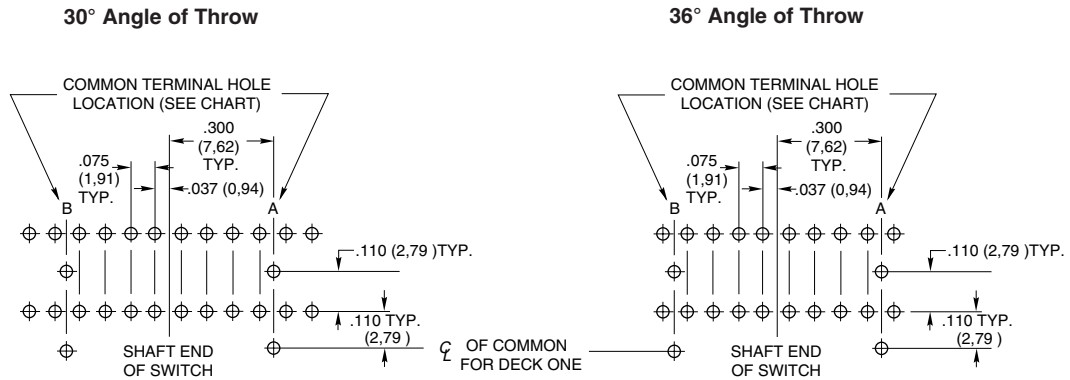 30° Angle of Throw
COMMON TERMINAL HOLE
LOCATION (SEE CHART)
.300
(7,62)
TYP.
.075
(1,91)
TYP.
.037 (0,94)
B
A
.110 (2,79 )TYP.
.110 TYP.
(2,79 )
SHAFT END
OF SWITCH
℄ OF COMMON
FOR DECK ONE
36° Angle of Throw
COMMON TERMINAL HOLE
LOCATION (SEE CHART)
.300
(7,62)
TYP.
.075
(1,91)
TYP.
.037 (0,94)
B
A
.110 (2,79 )TYP.
.110 TYP.
(2,79 )
SHAFT END
OF SWITCH